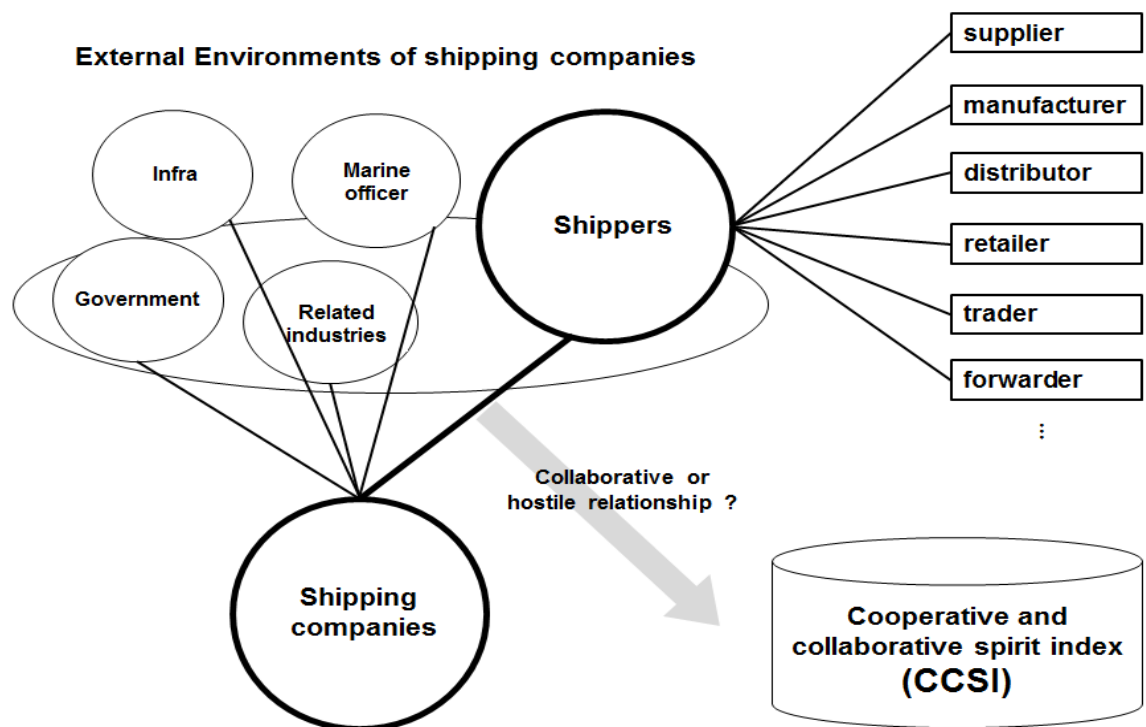 External Environments of shipping companies
Infra
Marine
officer
Government
Related
industries
Shippers
supplier
manufacturer
distributor
retailer
trader
forwarder
⋮
Collaborative or
hostile relationship ?
Shipping
companies
Cooperative and
collaborative spirit index
(CCSI)